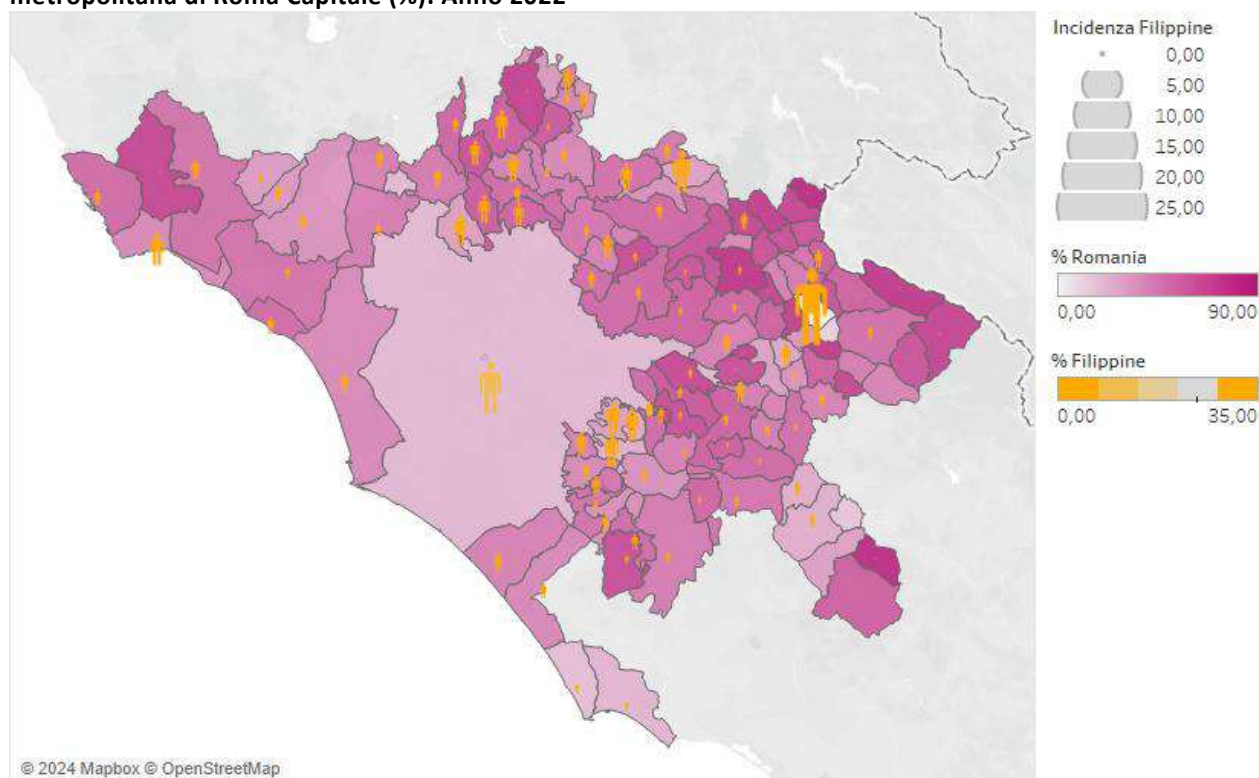 metropolitana di Roma Capitale (%). Anno 2022
Incidenza Filippine
0,00
5,00
10,00
15,00
20,00
25,00
% Romania
0,00 90,00
% Filippine
0,00 35,00
© 2024 Mapbox © OpenStreetMap